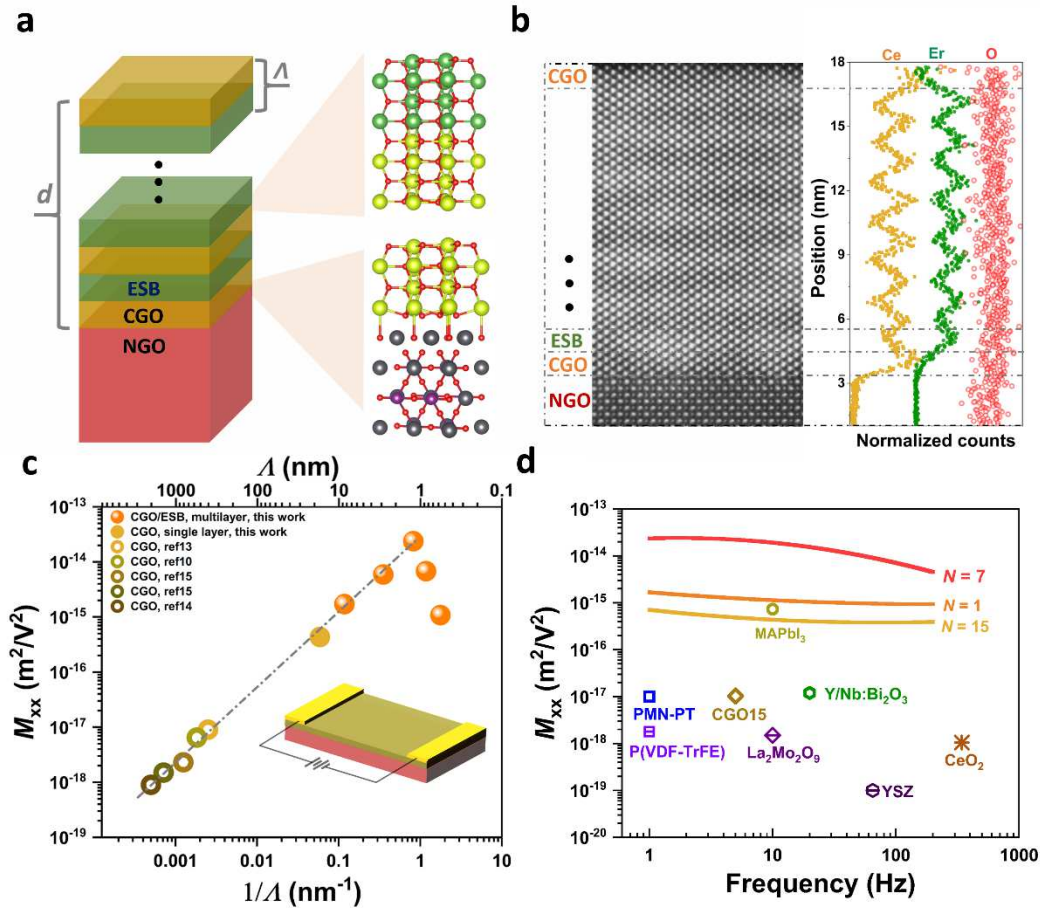 a
Λ
d
ESB
CGO
NGO
b
CGO
ESB
CGO
NGO
Ce
Er
O
18
15
12
9
6
3
Position (nm)
Normalized counts
c
Λ (nm)
1000
100
10
1
0.1
10⁻¹³
10⁻¹⁴
10⁻¹⁵
10⁻¹⁶
10⁻¹⁷
10⁻¹⁸
10⁻¹⁹
Mxx (m²/V²)
CGO/ESB, multilayer, this work
CGO, single layer, this work
CGO, ref13
CGO, ref10
CGO, ref15
CGO, ref15
CGO, ref14
0.001
0.01
0.1
1
10
1/Λ (nm⁻¹)
d
10⁻¹³
10⁻¹⁴
10⁻¹⁵
10⁻¹⁶
10⁻¹⁷
10⁻¹⁸
10⁻¹⁹
10⁻²⁰
Mxx (m²/V²)
N = 7
N = 1
N = 15
MAPbI₃
PMN-PT
CGO15
Y/Nb:Bi₂O₃
P(VDF-TrFE)
La₂Mo₂O₉
CeO₂
YSZ
1
10
100
1000
Frequency (Hz)